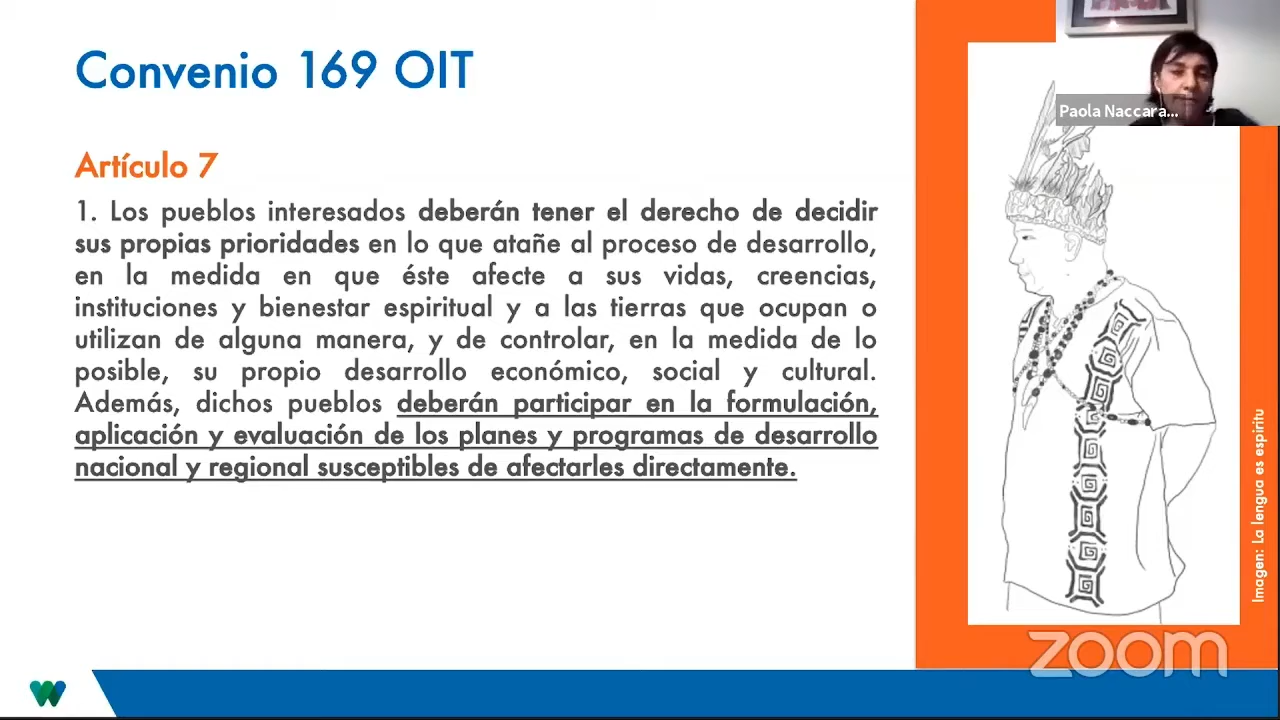 Convenio 169 OIT
Artículo 7
1. Los pueblos interesados deberán tener el derecho de decidir
sus propias prioridades en lo que atañe al proceso de desarrollo,
en la medida en que éste afecte a sus vidas, creencias,
instituciones y bienestar espiritual y a las tierras que ocupan o
utilizan de alguna manera, y de controlar, en la medida de lo
posible, su propio desarrollo económico, social y cultural.
Además, dichos pueblos deberán participar en la formulación,
aplicación y evaluación de los planes y programas de desarrollo
nacional y regional susceptibles de afectarles directamente.
Paola Naccara...
Imagen: La lengua es espíritu
zoom